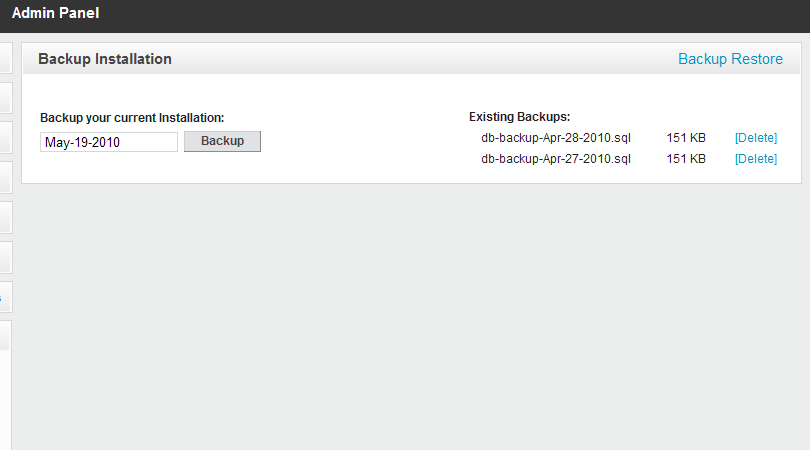 Admin Panel
Backup Installation
Backup Restore
Backup your current Installation:
May-19-2010
Backup
Existing Backups:
db-backup-Apr-28-2010.sql 151 KB [Delete]
db-backup-Apr-27-2010.sql 151 KB [Delete]